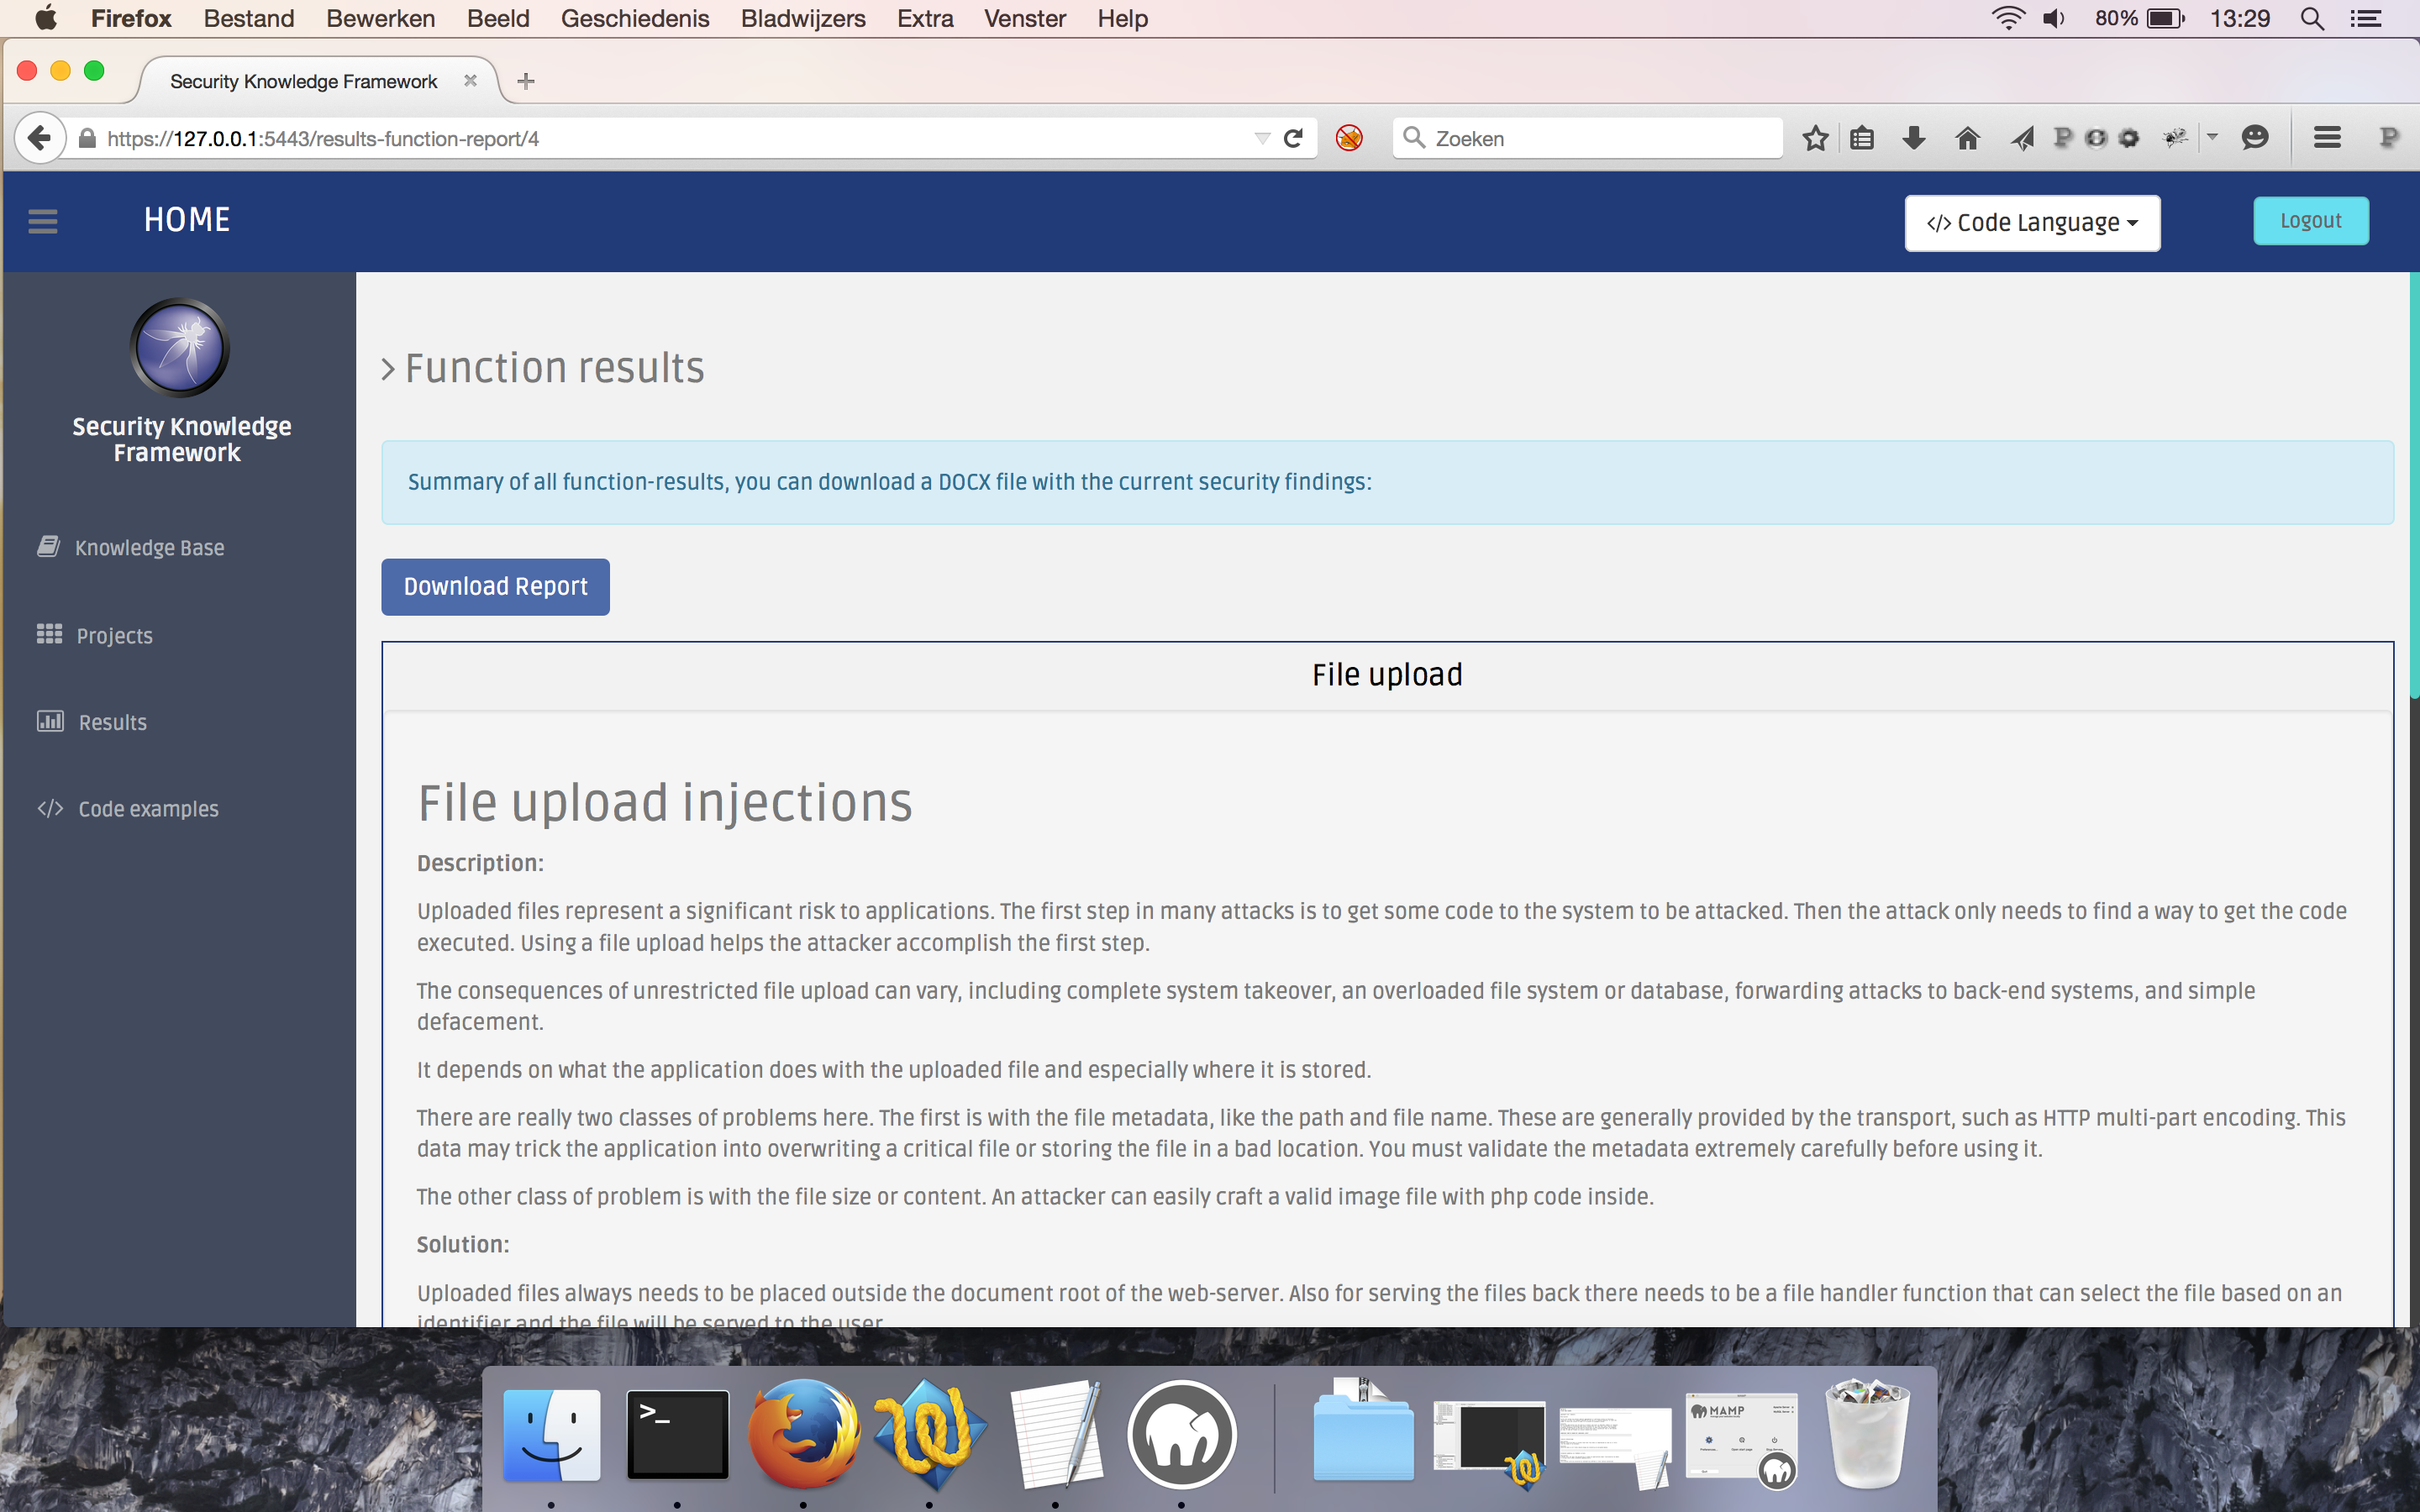 Firefox Bestand Bewerken Beeld Geschiedenis Bladwijzers Extra Venster Help 80% 13:29
Security Knowledge Framework
https://127.0.0.1:5443/results-function-report/4 Zoeken
HOME </> Code Language Logout
Security Knowledge
Framework
Knowledge Base
Projects
Results
</> Code examples
> Function results
Summary of all function-results, you can download a DOCX file with the current security findings:
Download Report
File upload
File upload injections
Description:
Uploaded files represent a significant risk to applications. The first step in many attacks is to get some code to the system to be attacked. Then the attack only needs to find a way to get the code
executed. Using a file upload helps the attacker accomplish the first step.
The consequences of unrestricted file upload can vary, including complete system takeover, an overloaded file system or database, forwarding attacks to back-end systems, and simple
defacement.
It depends on what the application does with the uploaded file and especially where it is stored.
There are really two classes of problems here. The first is with the file metadata, like the path and file name. These are generally provided by the transport, such as HTTP multi-part encoding. This
data may trick the application into overwriting a critical file or storing the file in a bad location. You must validate the metadata extremely carefully before using it.
The other class of problem is with the file size or content. An attacker can easily craft a valid image file with php code inside.
Solution:
Uploaded files always needs to be placed outside the document root of the web-server. Also for serving the files back there needs to be a file handler function that can select the file based on an
identifier and the file will be served to the user
>_
MAMP